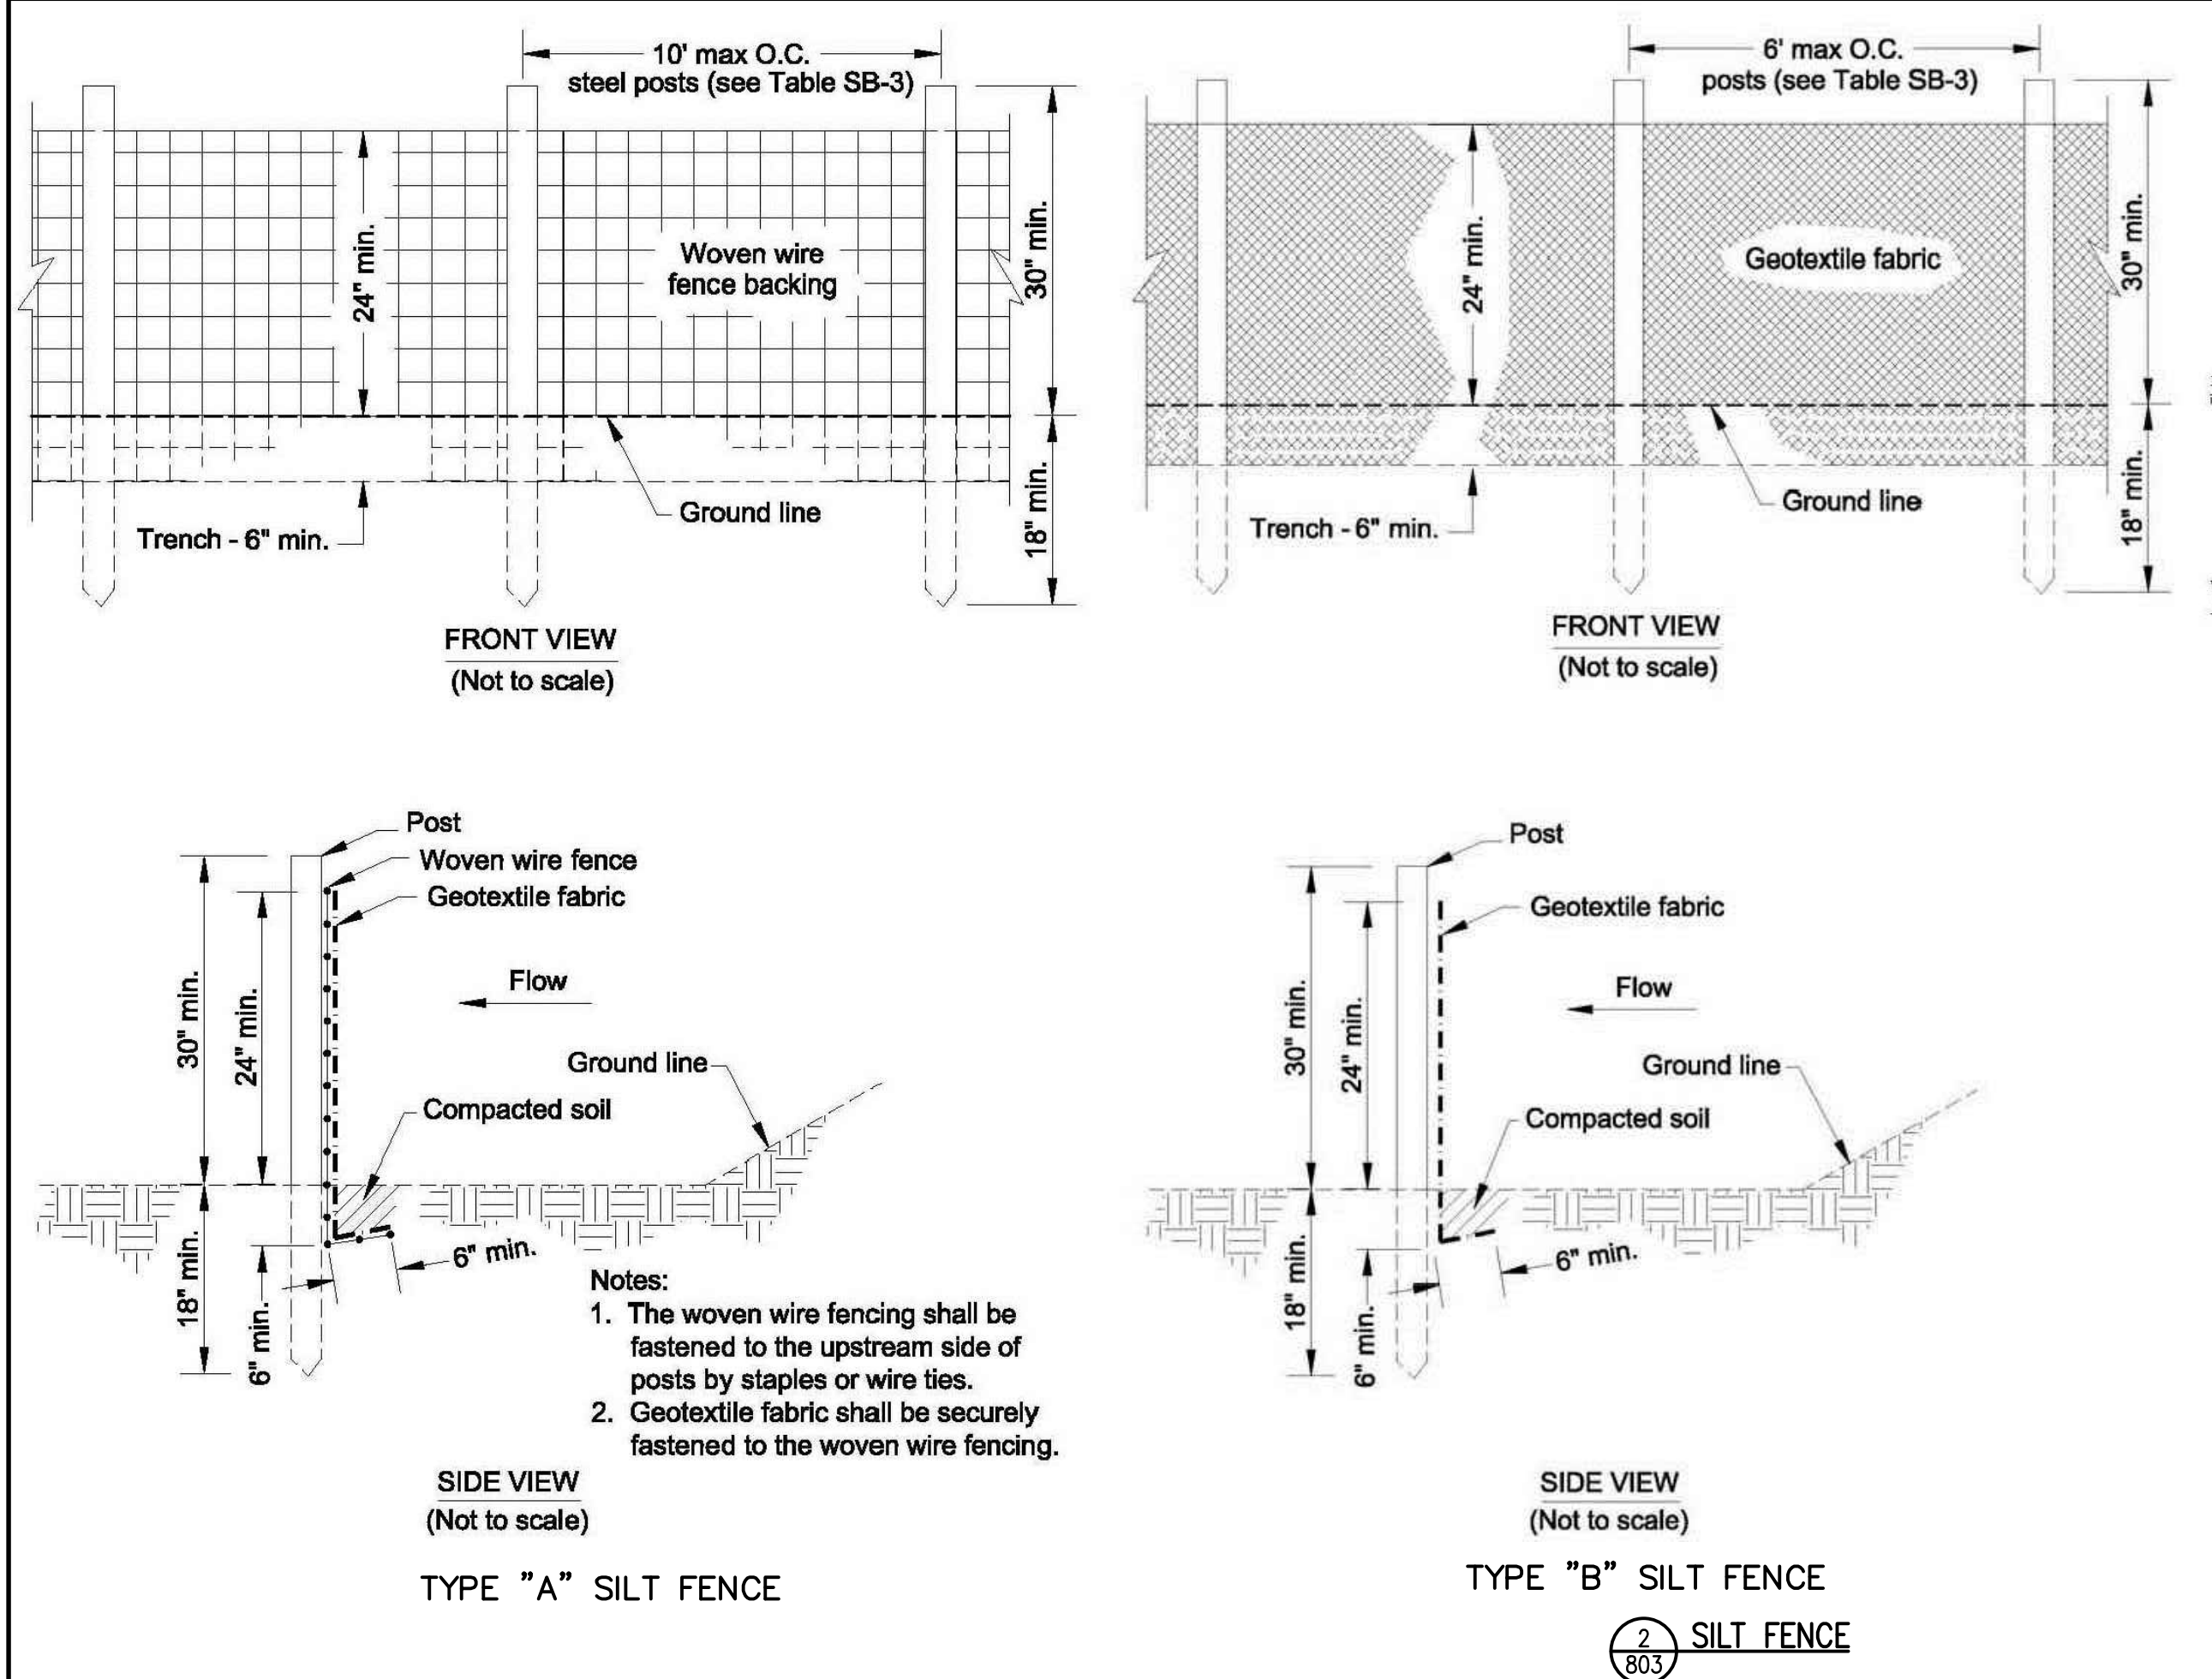 10' max O.C.
steel posts (see Table SB-3)
24" min.
Woven wire
fence backing
30" min.
18" min.
Ground line
Trench - 6" min.
FRONT VIEW
(Not to scale)
6' max O.C.
posts (see Table SB-3)
24" min.
Geotextile fabric
30" min.
18" min.
Ground line
Trench - 6" min.
FRONT VIEW
(Not to scale)
Post
Woven wire fence
Geotextile fabric
30" min.
24" min.
Flow
Ground line
Compacted soil
18" min.
6" min.
6" min.
Notes:
1. The woven wire fencing shall be
fastened to the upstream side of
posts by staples or wire ties.
2. Geotextile fabric shall be securely
fastened to the woven wire fencing.
SIDE VIEW
(Not to scale)
TYPE "A" SILT FENCE
Post
Geotextile fabric
30" min.
24" min.
Flow
Ground line
Compacted soil
18" min.
6" min.
6" min.
SIDE VIEW
(Not to scale)
TYPE "B" SILT FENCE
2
803
SILT FENCE